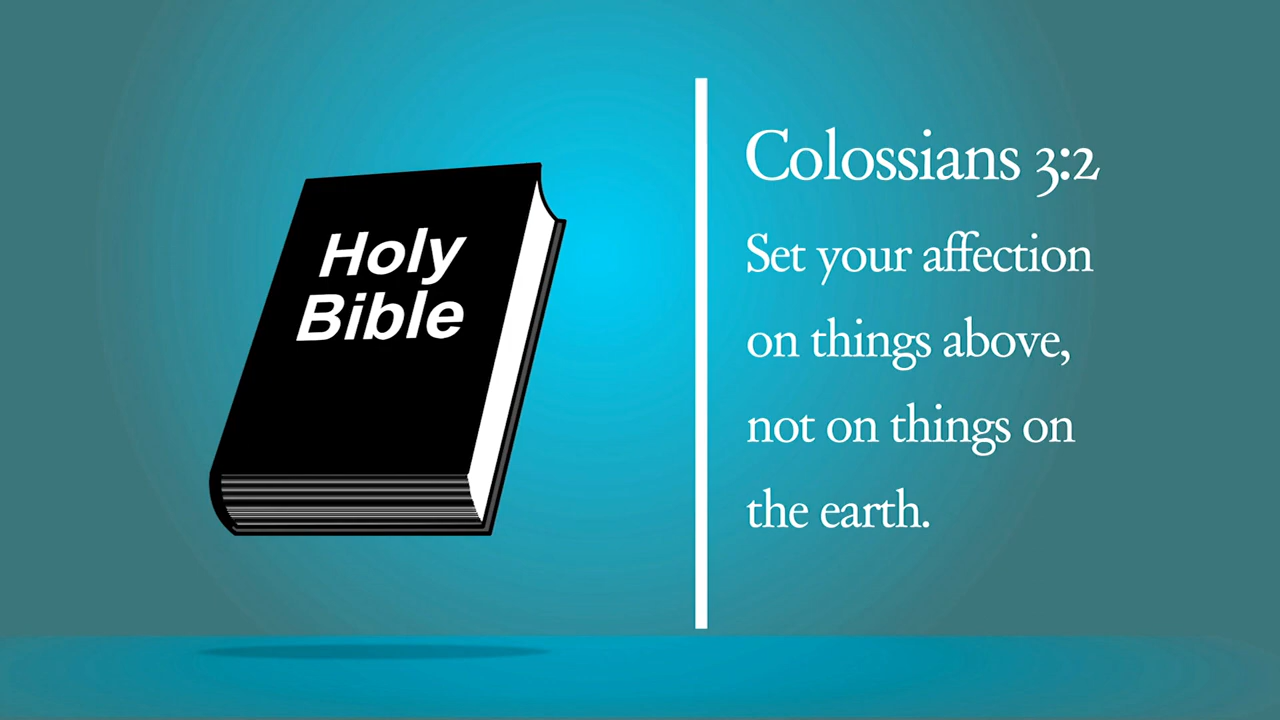 Holy
Bible
Colossians 3:2
Set your affection
on things above,
not on things on
the earth.